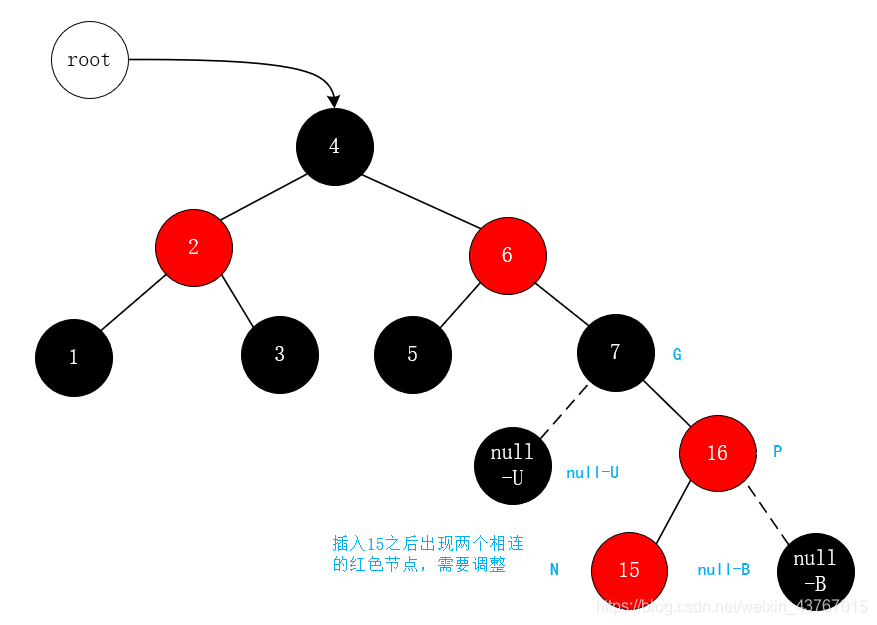 root
4
2
6
1
3
5
7
G
null
-U
null-U
16
P
插入15之后出现两个相连
的红色节点，需要调整
N
15
null-B
null
-B
https://blog.csdn.net/weixin_43767015